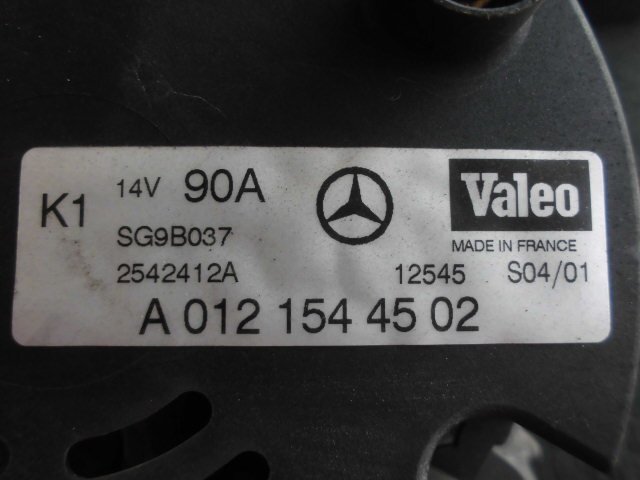 K1 14V 90A Valeo
SG9B037 MADE IN FRANCE
2542412A 12545 S04/01
A 012 154 45 02